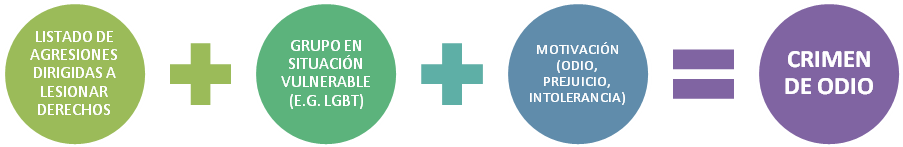 LISTADO DE
AGRESIONES
DIRIGIDAS A
LESIONAR
DERECHOS
GRUPO EN
SITUACIÓN
VULNERABLE
(E.G. LGBT)
MOTIVACIÓN
(ODIO,
PREJUICIO,
INTOLERANCIA)
CRIMEN
DE ODIO